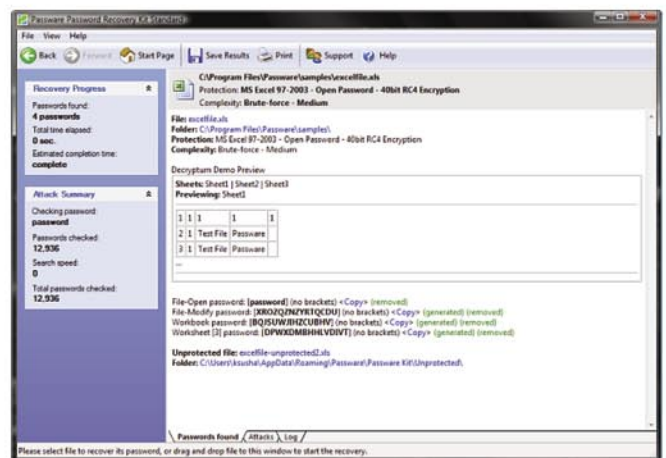 Passware Password Recovery Kit Standard
File View Help
Back Forward Start Page Save Results Print Support Help
Recovery Progress
Passwords found:
4 passwords
Total time elapsed:
0 sec.
Estimated completion time:
complete
Attack Summary
Checking password:
password
Passwords checked:
12,936
Search speed:
0
Total passwords checked:
12,936
C:\Program Files\Passware\samples\excelfile.xls
Protection: MS Excel 97-2003 - Open Password - 40bit RC4 Encryption
Complexity: Brute-force - Medium
File: excelfile.xls
Folder: C:\Program Files\Passware\samples\
Protection: MS Excel 97-2003 - Open Password - 40bit RC4 Encryption
Complexity: Brute-force - Medium
Decryptum Demo Preview
Sheets: Sheet1 | Sheet2 | Sheet3
Previewing: Sheet1
1 1 1 1 1
2 1 Test File Passware
3 1 Test File Passware
...
File-Open password: [password] (no brackets) <Copy> (removed)
File-Modify password: [XROZQZNZYKTQCDU] (no brackets) <Copy> (generated) (removed)
Workbook password: [BQJSUWJIHZCUBHV] (no brackets) <Copy> (generated) (removed)
Worksheet [3] password: [DPWXDMBHHLVDIVT] (no brackets) <Copy> (generated) (removed)
Unprotected file: excelfile-unprotected2.xls
Folder: C:\Users\ksusha\AppData\Roaming\Passware\Passware Kit\Unprotected\
Passwords found Attacks Log
Please select file to recover its password, or drag and drop file to this window to start the recovery.